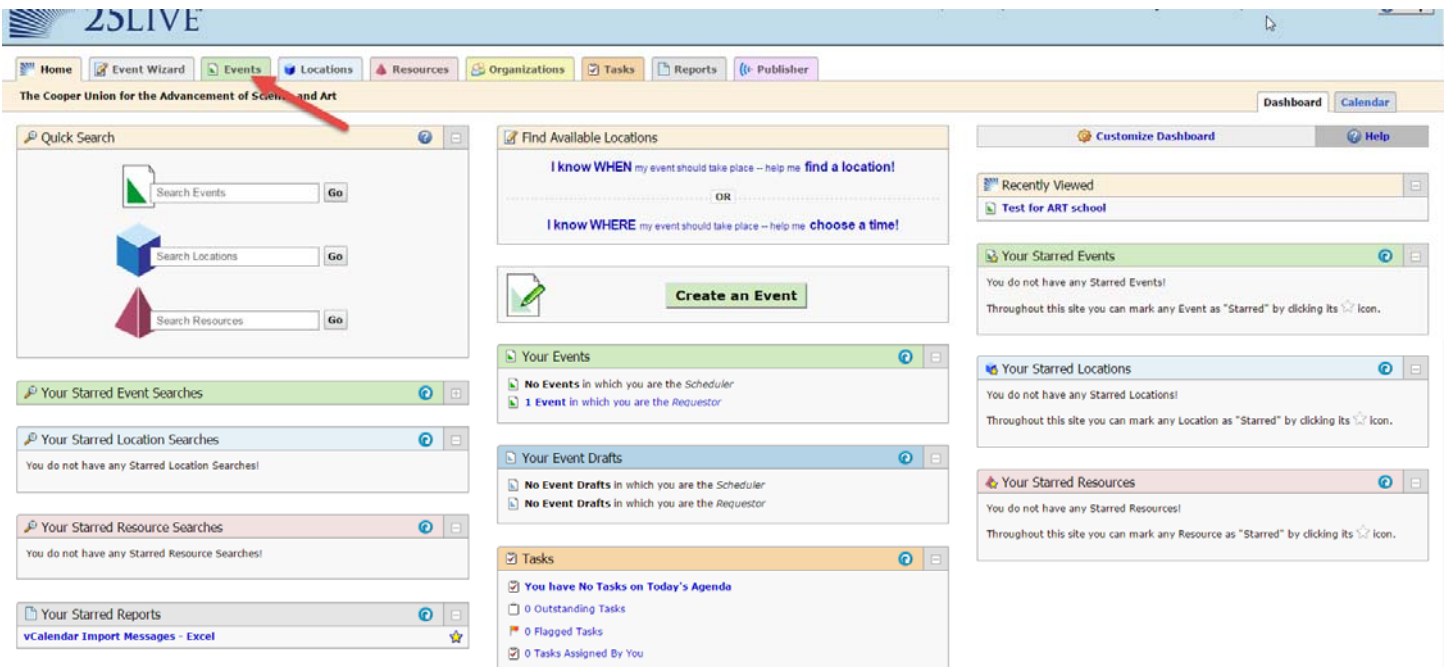 25LIVE
Home Event Wizard Events Locations Resources Organizations Tasks Reports Publisher
The Cooper Union for the Advancement of Science and Art
Dashboard Calendar
Quick Search
Search Events Go
Search Locations Go
Search Resources Go
Your Starred Event Searches
Your Starred Location Searches
You do not have any Starred Location Searches!
Your Starred Resource Searches
You do not have any Starred Resource Searches!
Your Starred Reports
vCalendar Import Messages - Excel
Find Available Locations
I know WHEN my event should take place -- help me find a location!
OR
I know WHERE my event should take place -- help me choose a time!
Create an Event
Your Events
No Events in which you are the Scheduler
1 Event in which you are the Requestor
Your Event Drafts
No Event Drafts in which you are the Scheduler
No Event Drafts in which you are the Requestor
Tasks
You have No Tasks on Today's Agenda
0 Outstanding Tasks
0 Flagged Tasks
0 Tasks Assigned By You
Customize Dashboard Help
Recently Viewed
Test for ART school
Your Starred Events
You do not have any Starred Events!
Throughout this site you can mark any Event as "Starred" by clicking its icon.
Your Starred Locations
You do not have any Starred Locations!
Throughout this site you can mark any Location as "Starred" by clicking its icon.
Your Starred Resources
You do not have any Starred Resources!
Throughout this site you can mark any Resource as "Starred" by clicking its icon.